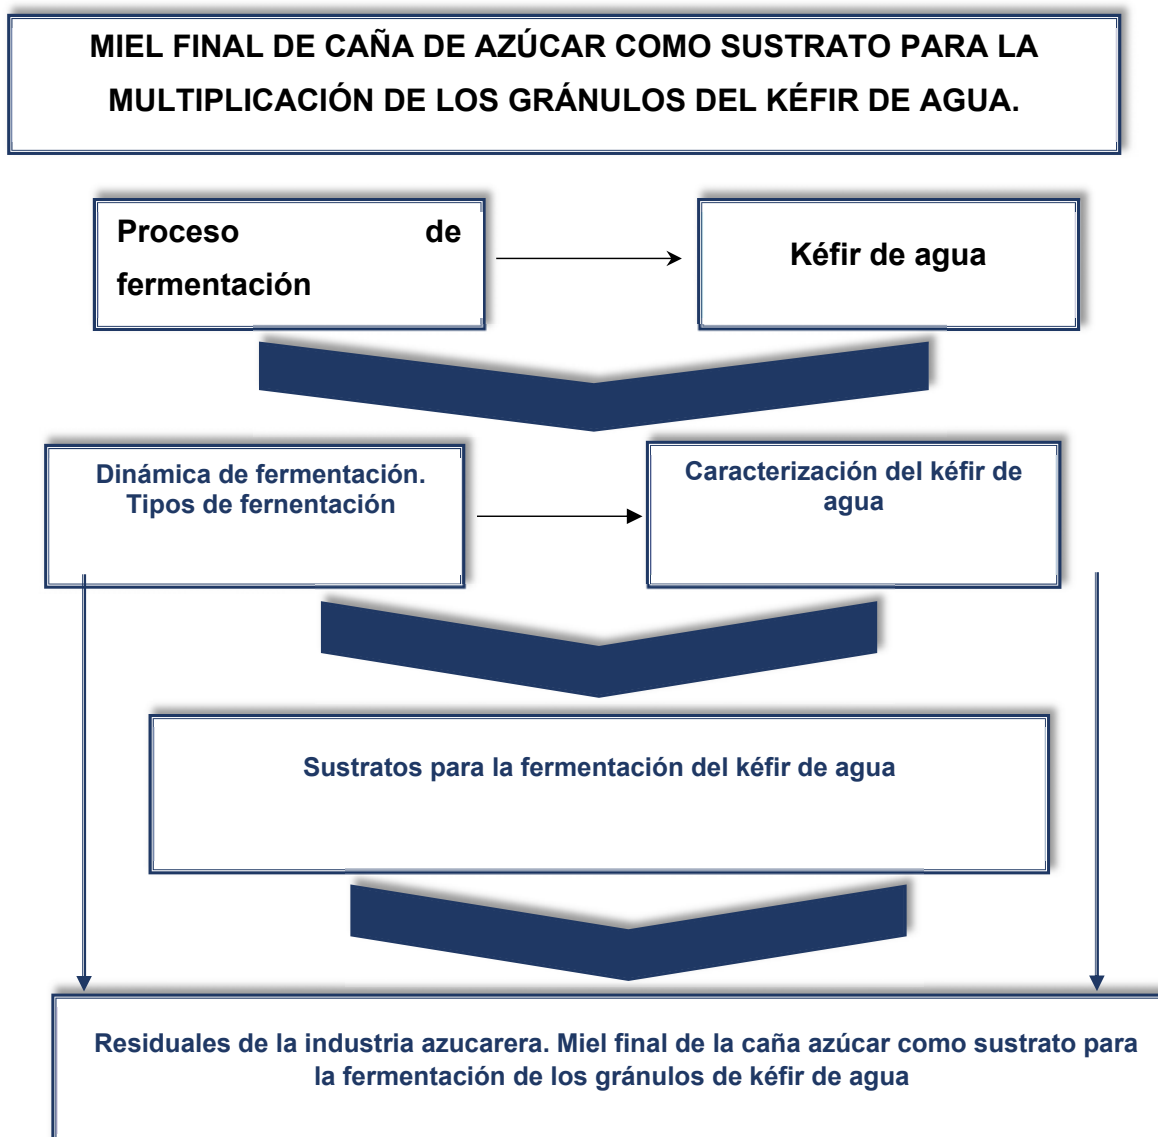 MIEL FINAL DE CAÑA DE AZÚCAR COMO SUSTRATO PARA LA
MULTIPLICACIÓN DE LOS GRÁNULOS DEL KÉFIR DE AGUA.
Proceso de
fermentación
Kéfir de agua
Dinámica de fermentación.
Tipos de fernentación
Caracterización del kéfir de
agua
Sustratos para la fermentación del kéfir de agua
Residuales de la industria azucarera. Miel final de la caña azúcar como sustrato para
la fermentación de los gránulos de kéfir de agua